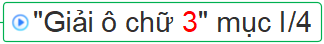 "Giải ô chữ 3" mục I/4